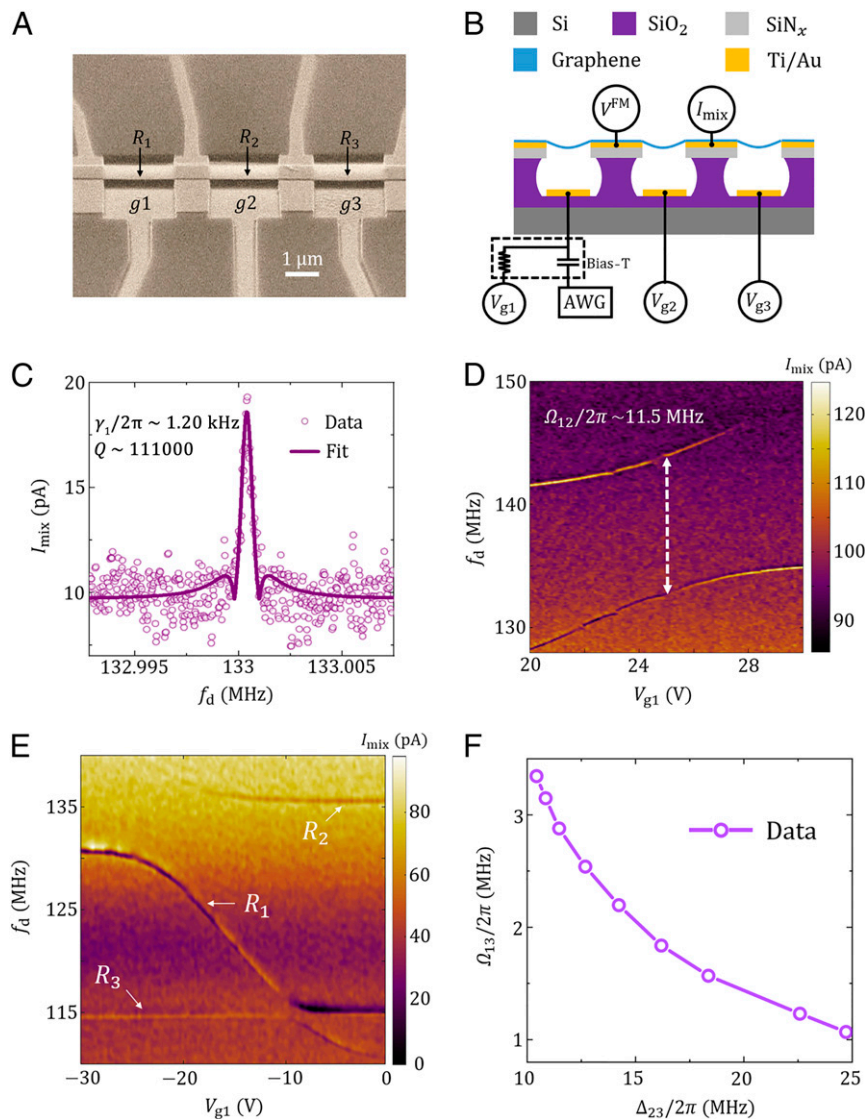 A
R1
R2
R3
g1
g2
g3
1 μm
B
Si
SiO2
SiNx
Graphene
Ti/Au
V^FM
Imix
Bias-T
Vg1
AWG
Vg2
Vg3
C
γ1/2π ~ 1.20 kHz
Q ~ 111000
Data
Fit
20
15
10
Imix (pA)
132.995
133
133.005
fd (MHz)
D
Imix (pA)
Ω12/2π ~11.5 MHz
150
142
130
fd (MHz)
20
25
30
Vg1 (V)
120
110
100
90
E
Imix (pA)
R2
R1
R3
135
125
115
fd (MHz)
−30
−20
−10
0
Vg1 (V)
80
60
40
20
0
F
Data
3
2
1
Ω13/2π (MHz)
10
15
20
25
Δ23/2π (MHz)